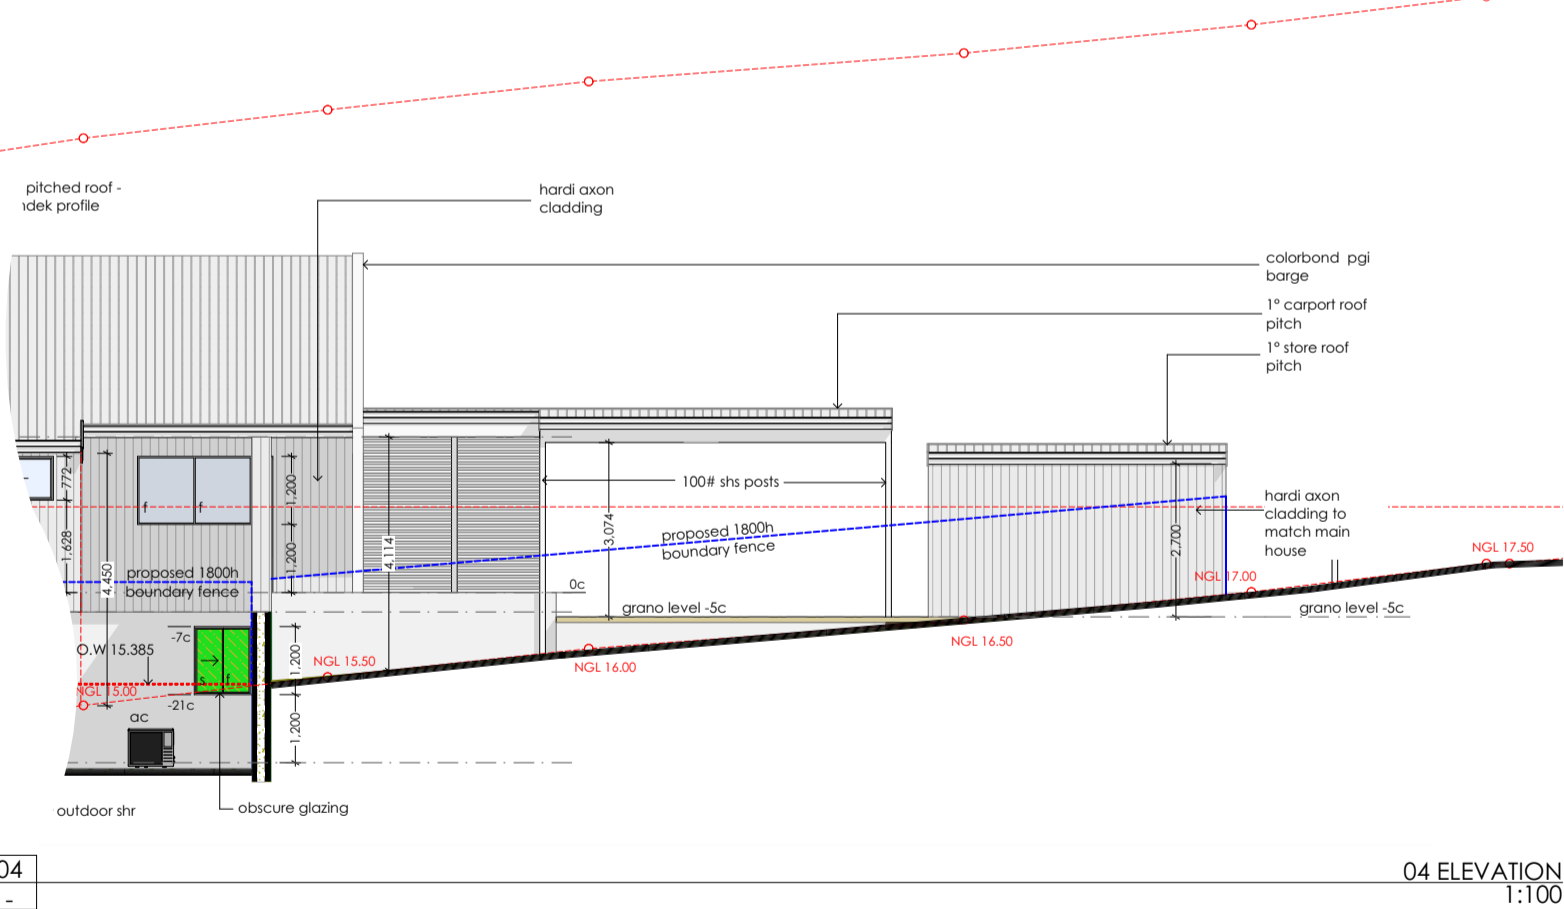 pitched roof -
dek profile
hardi axon
cladding
colorbond pgi
barge
1° carport roof
pitch
1° store roof
pitch
772
1,628
4,450
f
f
1,200
1,200
4,114
100# shs posts
3,074
proposed 1800h
boundary fence
2,700
hardi axon
cladding to
match main
house
NGL 17.50
NGL 17.00
proposed 1800h
boundary fence
0c
grano level -5c
grano level -5c
-7c
O.W 15.385
NGL 15.00
s
f
-21c
1,200
1,200
NGL 15.50
NGL 16.00
NGL 16.50
ac
outdoor shr
obscure glazing
04
-
04 ELEVATION
1:100